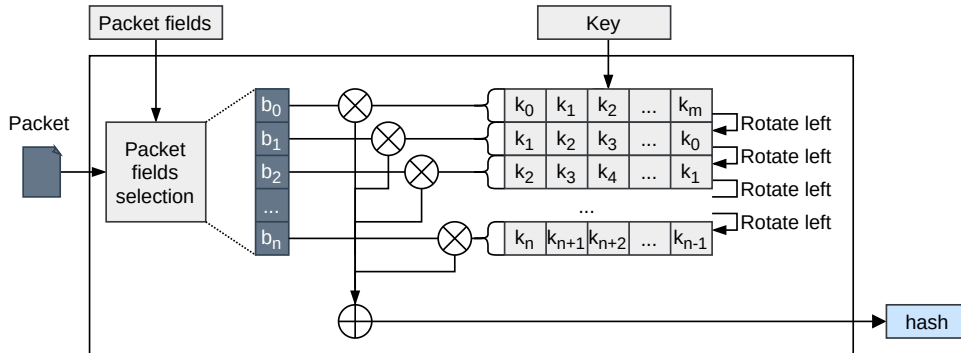 Packet fields
Key
Packet
Packet
fields
selection
b0
b1
b2
...
bn
k0 k1 k2 ... km
k1 k2 k3 ... k0
k2 k3 k4 ... k1
...
kn kn+1 kn+2 ... kn-1
Rotate left
Rotate left
Rotate left
Rotate left
hash